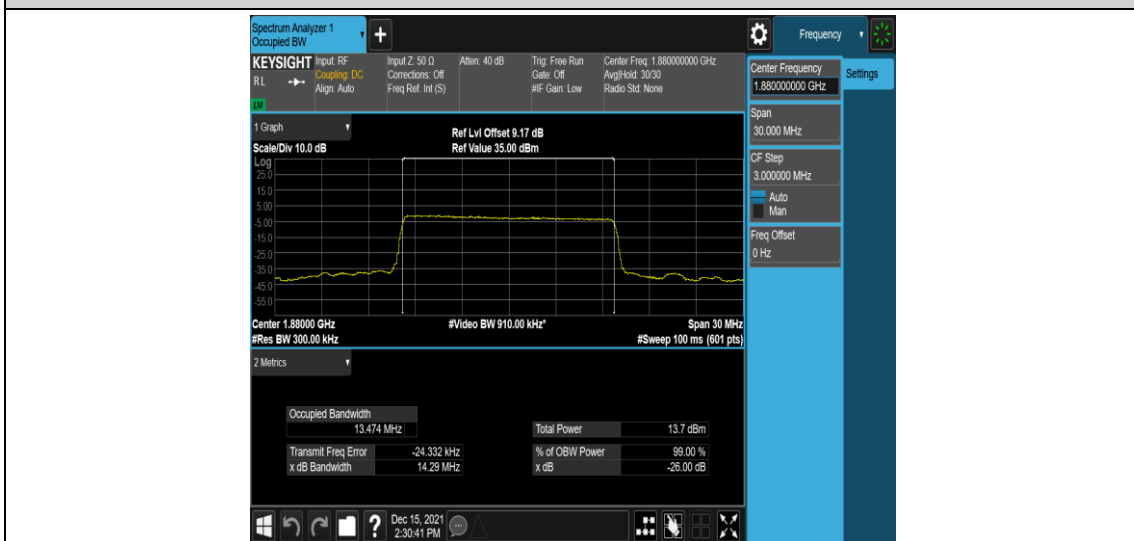 Spectrum Analyzer 1
Occupied BW
+
Frequency
KEYSIGHT
RL
LXI
Input: RF
Coupling: DC
Align: Auto
Input Z: 50 Ω
Corrections: Off
Freq Ref: Int (S)
Atten: 40 dB
Trig: Free Run
Gate: Off
#IF Gain: Low
Center Freq: 1.880000000 GHz
Avg|Hold: 30/30
Radio Std: None
Center Frequency
1.880000000 GHz
Settings
Span
30.000 MHz
CF Step
3.000000 MHz
Auto
Man
Freq Offset
0 Hz
1 Graph
Scale/Div 10.0 dB
Ref Lvl Offset 9.17 dB
Ref Value 35.00 dBm
Log
25.0
15.0
5.00
-5.00
-15.0
-25.0
-35.0
-45.0
-55.0
Center 1.88000 GHz
#Video BW 910.00 kHz*
Span 30 MHz
#Res BW 300.00 kHz
#Sweep 100 ms (601 pts)
2 Metrics
Occupied Bandwidth
13.474 MHz
Total Power 13.7 dBm
Transmit Freq Error -24.332 kHz
% of OBW Power 99.00 %
x dB Bandwidth 14.29 MHz
x dB -26.00 dB
?
Dec 15, 2021
2:30:41 PM